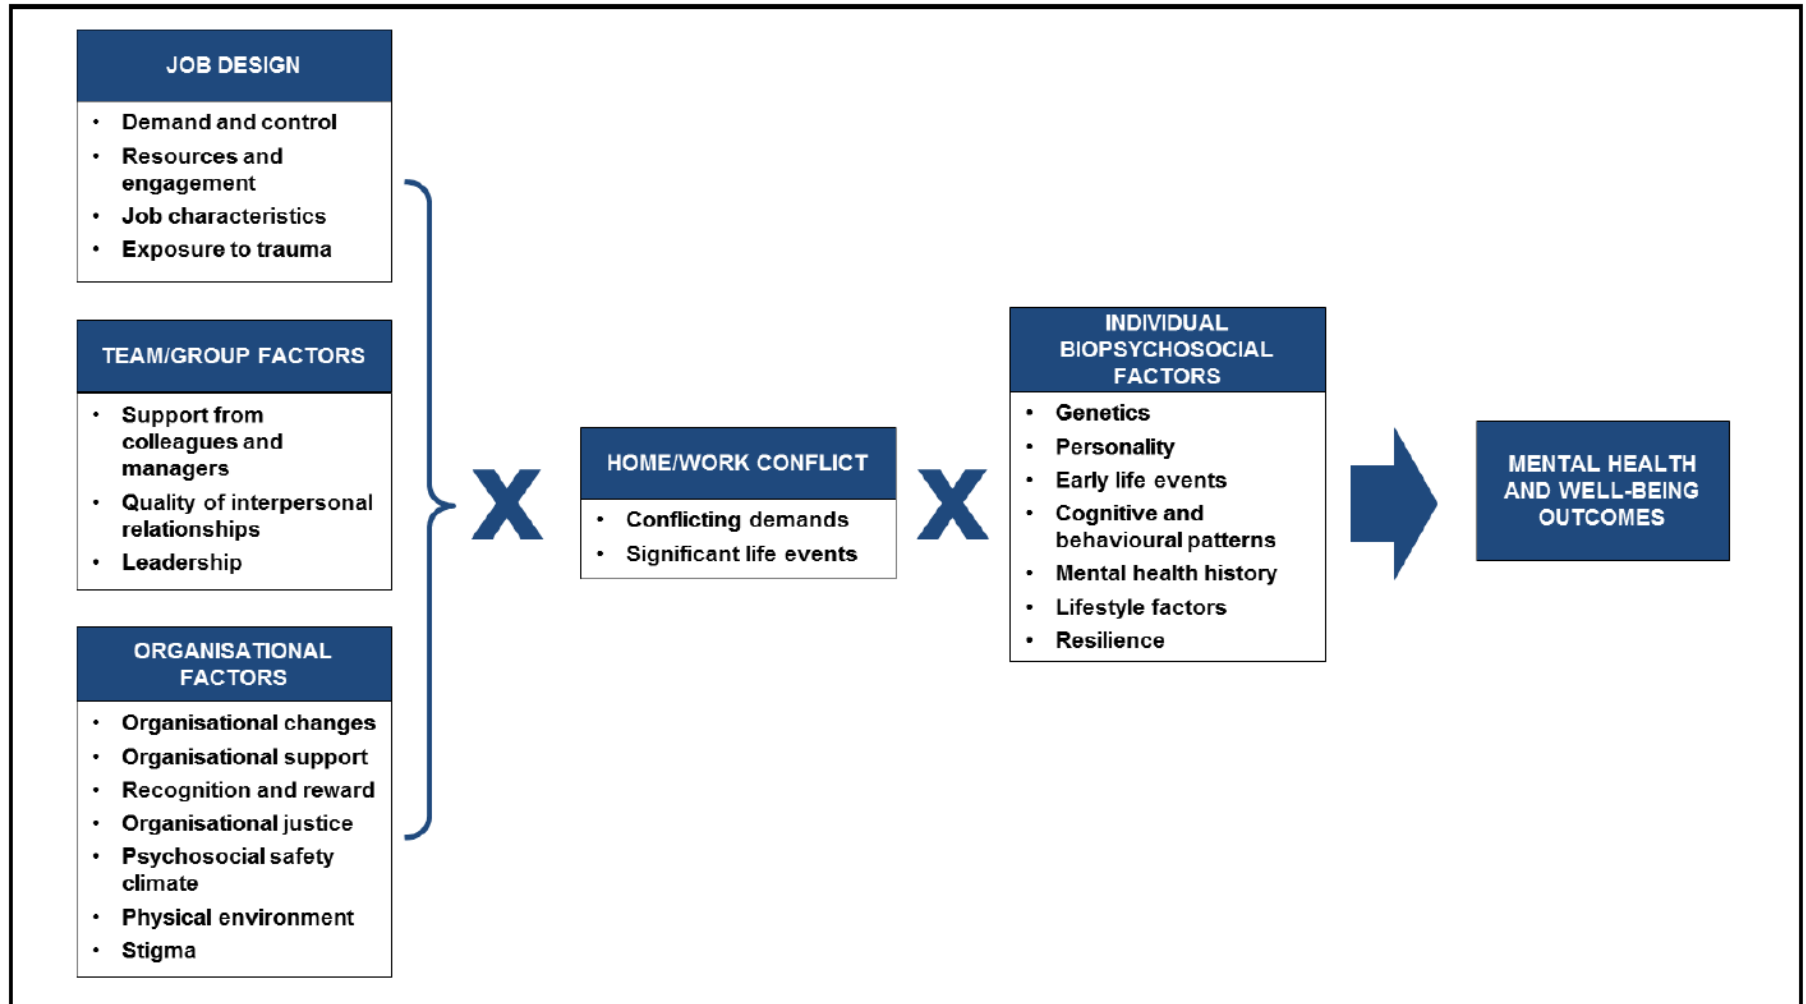 JOB DESIGN
• Demand and control
• Resources and
engagement
• Job characteristics
• Exposure to trauma
TEAM/GROUP FACTORS
• Support from
colleagues and
managers
• Quality of interpersonal
relationships
• Leadership
ORGANISATIONAL
FACTORS
• Organisational changes
• Organisational support
• Recognition and reward
• Organisational justice
• Psychosocial safety
climate
• Physical environment
• Stigma
X
HOME/WORK CONFLICT
• Conflicting demands
• Significant life events
X
INDIVIDUAL
BIOPSYCHOSOCIAL
FACTORS
• Genetics
• Personality
• Early life events
• Cognitive and
behavioural patterns
• Mental health history
• Lifestyle factors
• Resilience
MENTAL HEALTH
AND WELL-BEING
OUTCOMES